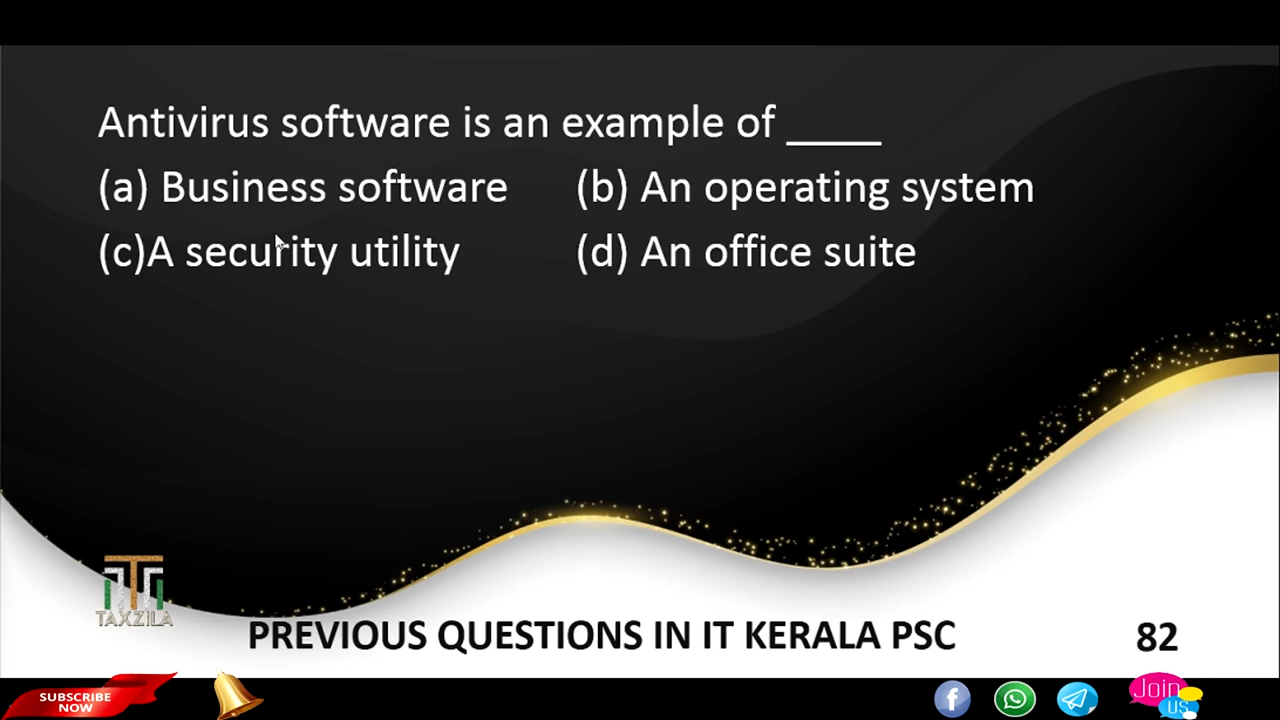 Antivirus software is an example of ____
(a) Business software (b) An operating system
(c)A security utility (d) An office suite
TAXZILA
PREVIOUS QUESTIONS IN IT KERALA PSC 82
SUBSCRIBE
NOW
Join
us